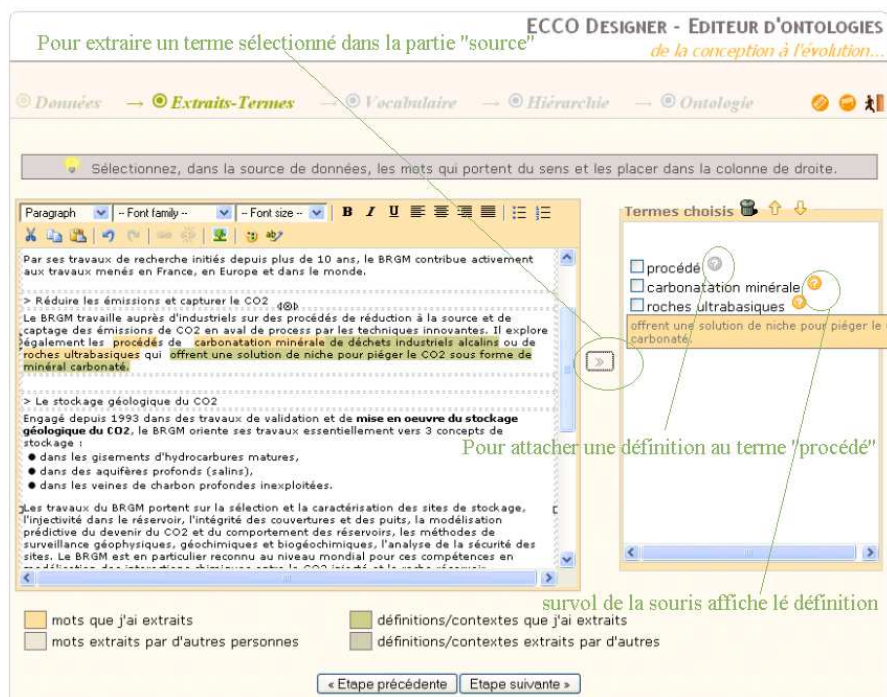 ECCO DESIGNER - EDITEUR D'ONTOLOGIES
Pour extraire un terme sélectionné dans la partie "source"
de la conception à l'évolution...
Données → Extraits-Termes → Vocabulaire → Hiérarchie → Ontologie
Sélectionnez, dans la source de données, les mots qui portent du sens et les placer dans la colonne de droite.
Paragraph -- Font family -- -- Font size -- B I U
Par ses travaux de recherche initiés depuis plus de 10 ans, le BRGM contribue activement
aux travaux menés en France, en Europe et dans le monde.
> Réduire les émissions et capturer le CO2
Le BRGM travaille auprès d'industriels sur des procédés de réduction à la source et de
captage des émissions de CO2 en aval de process par les techniques innovantes. Il explore
également les procédés de carbonatation minérale de déchets industriels alcalins ou de
roches ultrabasiques qui offrent une solution de niche pour piéger le CO2 sous forme de
minéral carbonaté.
> Le stockage géologique du CO2
Engagé depuis 1993 dans des travaux de validation et de mise en oeuvre du stockage
géologique du CO2, le BRGM oriente ses travaux essentiellement vers 3 concepts de
stockage :
● dans les gisements d'hydrocarbures matures,
● dans des aquifères profonds (salins),
● dans les veines de charbon profondes inexploitées.
Les travaux du BRGM portent sur la sélection et la caractérisation des sites de stockage,
l'injectivité dans le réservoir, l'intégrité des couvertures et des puits, la modélisation
prédictive du devenir du CO2 et du comportement des réservoirs, les méthodes de
surveillance géophysiques, géochimiques et biogéochimiques, l'analyse de la sécurité des
sites. Le BRGM est en particulier reconnu au niveau mondial pour ces compétences en
modélisation des interactions chimiques entre le CO2 injecté et la roche réservoir
»
Termes choisis
procédé
carbonatation minérale
roches ultrabasiques
offrent une solution de niche pour piéger le
carbonaté.
Pour attacher une définition au terme "procédé"
survol de la souris affiche lé définition
mots que j'ai extraits
définitions/contextes que j'ai extraits
mots extraits par d'autres personnes
définitions/contextes extraits par d'autres
« Etape précédente Etape suivante »